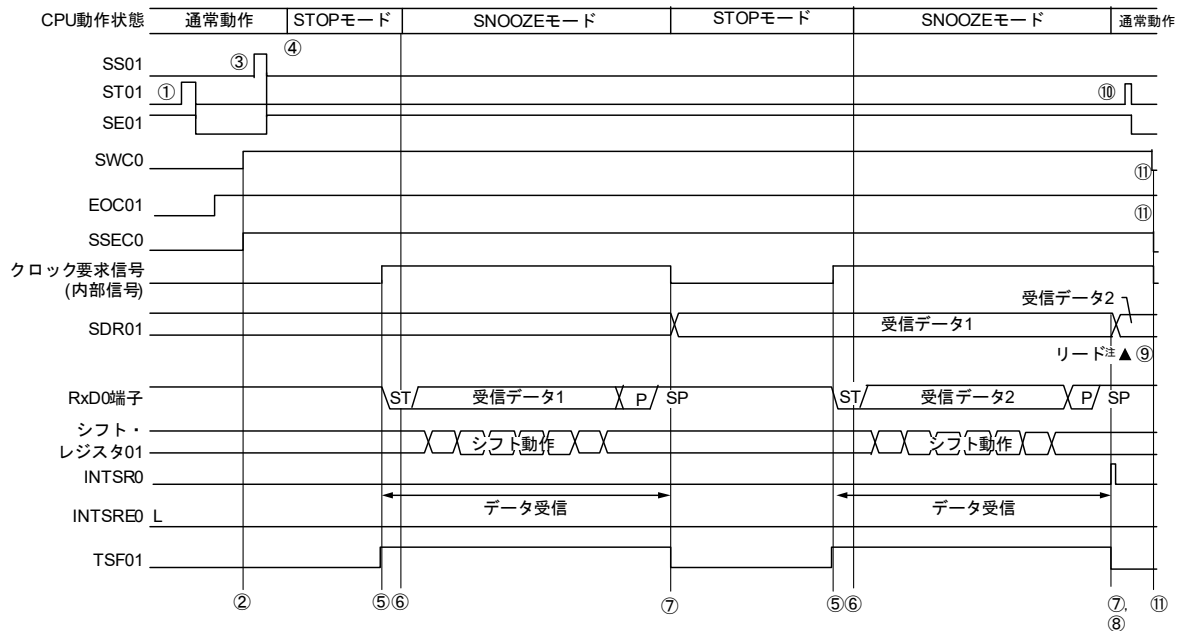 CPU動作状態 通常動作 STOPモード SNOOZEモード STOPモード SNOOZEモード 通常動作
④
SS01 ③
ST01 ① ⑩
SE01
SWC0
⑪
EOC01 ⑪
SSEC0
クロック要求信号
(内部信号)
受信データ2
SDR01 受信データ1
リード注▲⑨
RxD0端子 ST 受信データ1 P SP ST 受信データ2 P SP
シフト・
レジスタ01 シフト動作 シフト動作
INTSR0
データ受信 データ受信
INTSRE0 L
TSF01
② ⑤⑥ ⑦ ⑤⑥ ⑦, ⑪
⑧